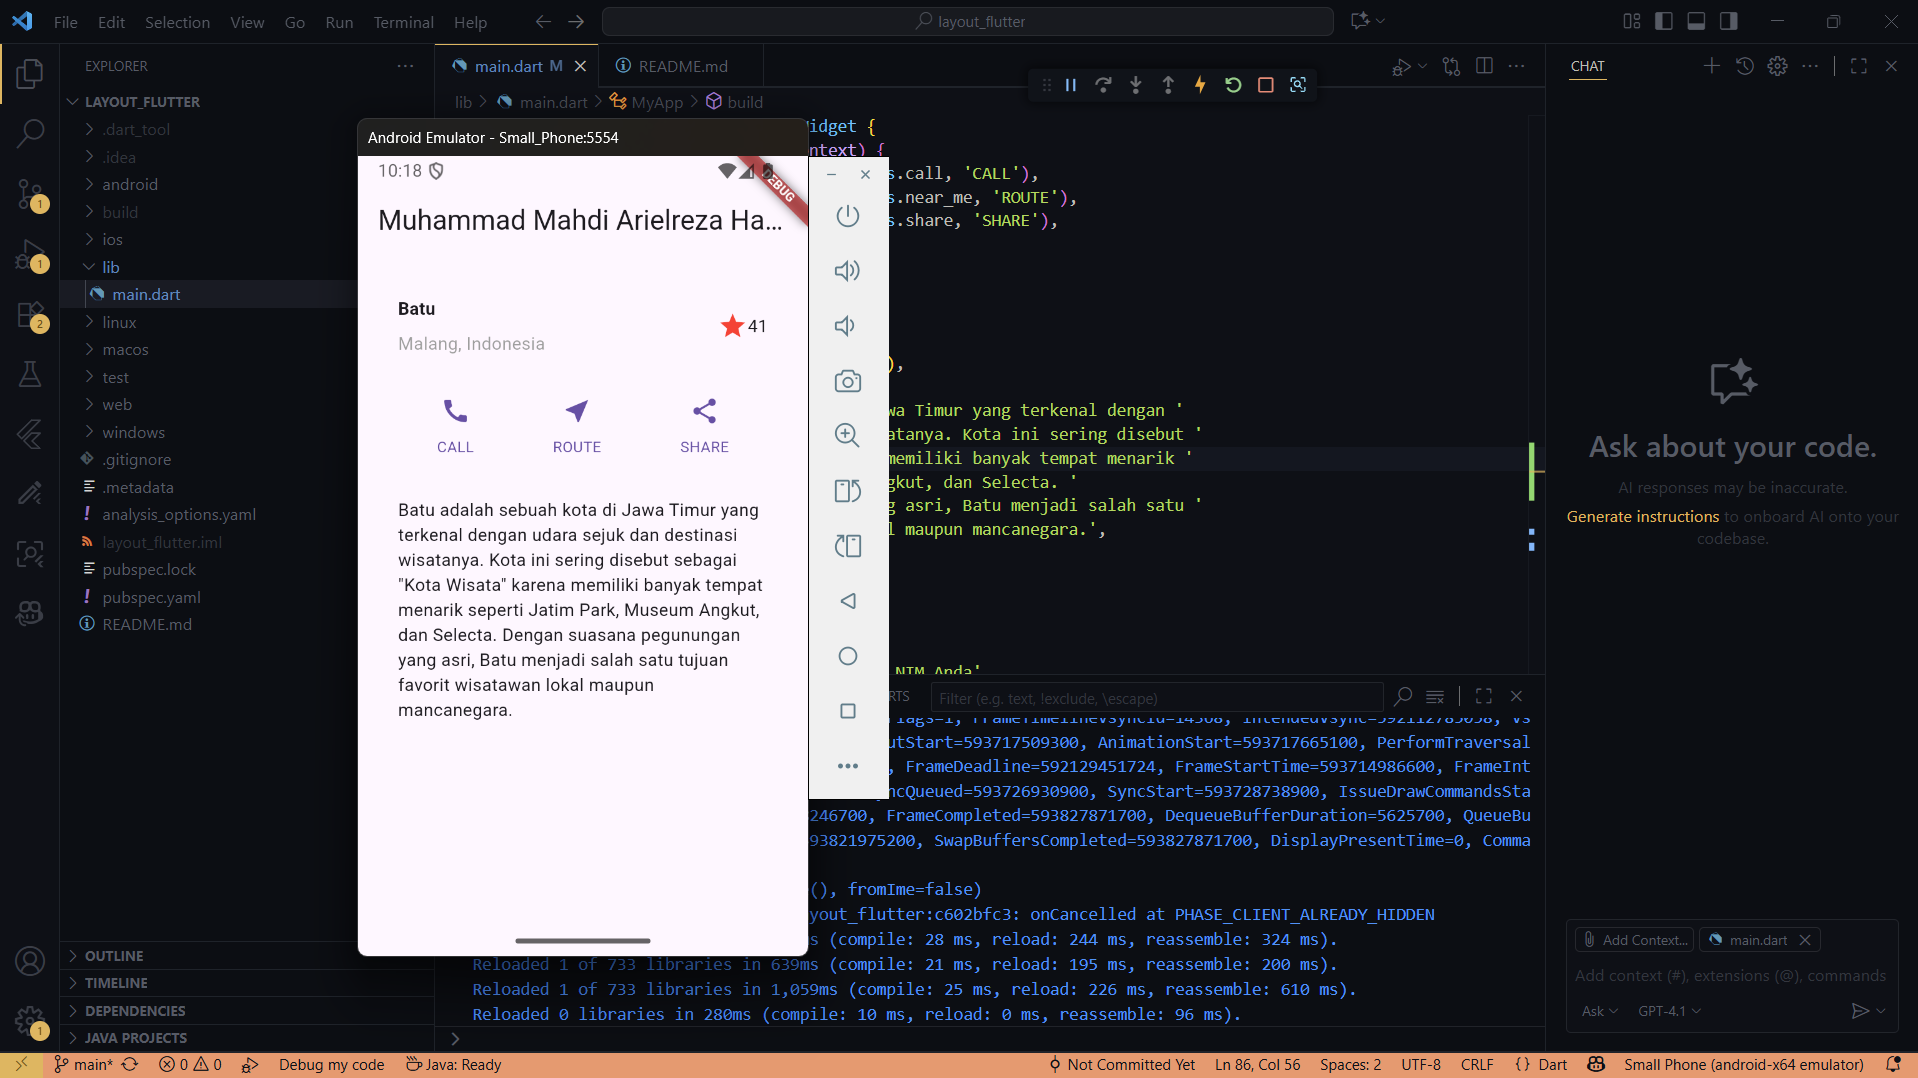 File Edit Selection View Go Run Terminal Help
layout_flutter
EXPLORER
LAYOUT_FLUTTER
.dart_tool
.idea
android
build
ios
lib
main.dart
linux
macos
test
web
windows
.gitignore
.metadata
analysis_options.yaml
layout_flutter.iml
pubspec.lock
pubspec.yaml
README.md
OUTLINE
TIMELINE
DEPENDENCIES
JAVA PROJECTS
1
1
2
1
main.dart M
README.md
lib > main.dart > MyApp > build
idget {
ntext) {
s.call, 'CALL'),
s.near_me, 'ROUTE'),
s.share, 'SHARE'),
),
wa Timur yang terkenal dengan '
atanya. Kota ini sering disebut '
memiliki banyak tempat menarik '
gkut, dan Selecta. '
g asri, Batu menjadi salah satu '
l maupun mancanegara.',
NIM Anda'
Android Emulator - Small_Phone:5554
10:18
DEBUG
Muhammad Mahdi Arielreza Ha...
Batu
Malang, Indonesia
41
CALL
ROUTE
SHARE
Batu adalah sebuah kota di Jawa Timur yang
terkenal dengan udara sejuk dan destinasi
wisatanya. Kota ini sering disebut sebagai
"Kota Wisata" karena memiliki banyak tempat
menarik seperti Jatim Park, Museum Angkut,
dan Selecta. Dengan suasana pegunungan
yang asri, Batu menjadi salah satu tujuan
favorit wisatawan lokal maupun
mancanegara.
RTS
Filter (e.g. text, !exclude, \escape)
utStart=593717509300, AnimationStart=593717665100, PerformTraversal
, FrameDeadline=592129451724, FrameStartTime=593714986600, FrameInt
ncQueued=593726930900, SyncStart=593728738900, IssueDrawCommandsSta
246700, FrameCompleted=593827871700, DequeueBufferDuration=5625700, QueueBu
93821975200, SwapBuffersCompleted=593827871700, DisplayPresentTime=0, Comma
(), fromIme=false)
yout_flutter:c602bfc3: onCancelled at PHASE_CLIENT_ALREADY_HIDDEN
s (compile: 28 ms, reload: 244 ms, reassemble: 324 ms).
Reloaded 1 of 733 libraries in 639ms (compile: 21 ms, reload: 195 ms, reassemble: 200 ms).
Reloaded 1 of 733 libraries in 1,059ms (compile: 25 ms, reload: 226 ms, reassemble: 610 ms).
Reloaded 0 libraries in 280ms (compile: 10 ms, reload: 0 ms, reassemble: 96 ms).
CHAT
Ask about your code.
AI responses may be inaccurate.
Generate instructions to onboard AI onto your
codebase.
Add Context...
main.dart
Add context (#), extensions (@), commands
Ask
GPT-4.1
main*
0 0
Debug my code
Java: Ready
Not Committed Yet
Ln 86, Col 56
Spaces: 2
UTF-8
CRLF
{ } Dart
Small Phone (android-x64 emulator)